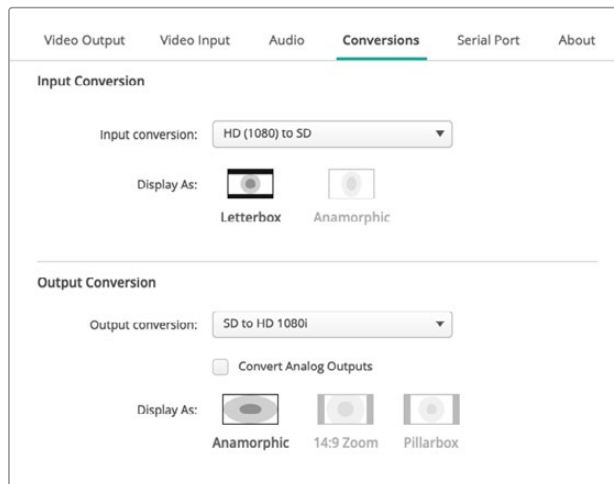 Video Output Video Input Audio Conversions Serial Port About
Input Conversion
Input conversion: HD (1080) to SD
Display As:
Letterbox Anamorphic
Output Conversion
Output conversion: SD to HD 1080i
Convert Analog Outputs
Display As:
Anamorphic 14:9 Zoom Pillarbox